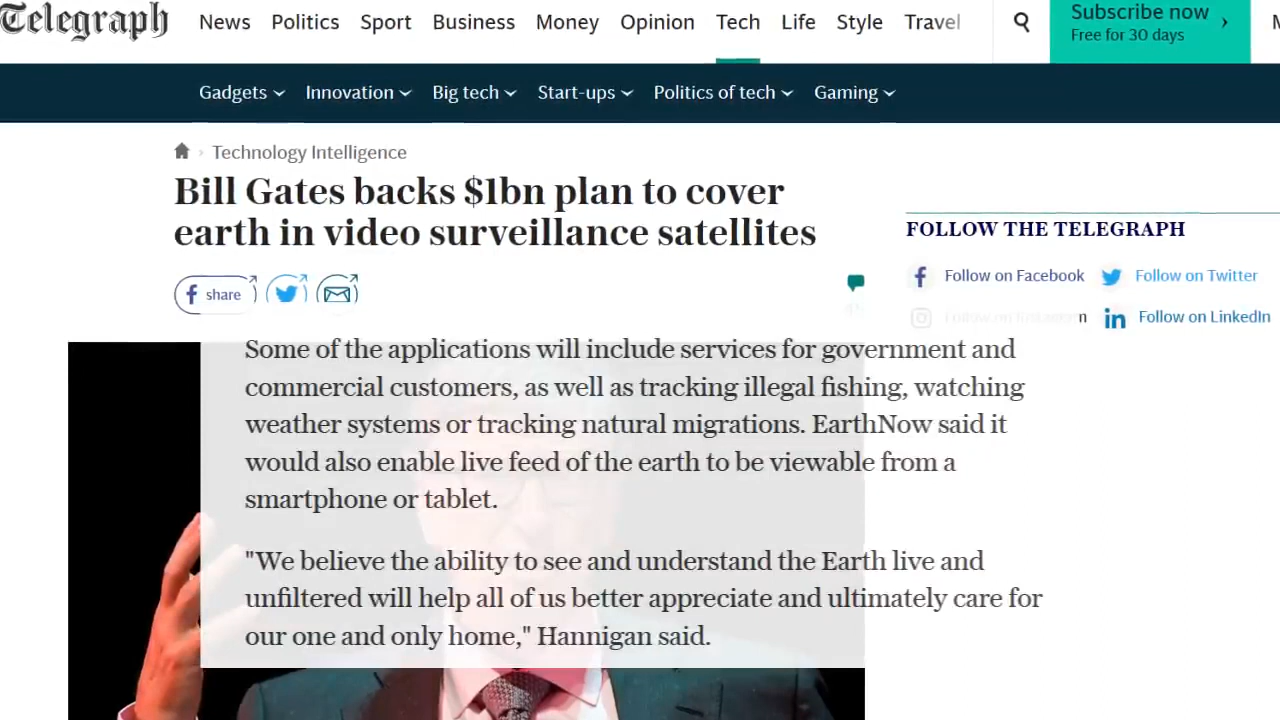 Telegraph
News Politics Sport Business Money Opinion Tech Life Style Travel
Subscribe now
Free for 30 days
Gadgets Innovation Big tech Start-ups Politics of tech Gaming
Technology Intelligence
Bill Gates backs $1bn plan to cover
earth in video surveillance satellites
share
FOLLOW THE TELEGRAPH
Follow on Facebook Follow on Twitter
Follow on Instagram Follow on LinkedIn
Some of the applications will include services for government and
commercial customers, as well as tracking illegal fishing, watching
weather systems or tracking natural migrations. EarthNow said it
would also enable live feed of the earth to be viewable from a
smartphone or tablet.
"We believe the ability to see and understand the Earth live and
unfiltered will help all of us better appreciate and ultimately care for
our one and only home," Hannigan said.